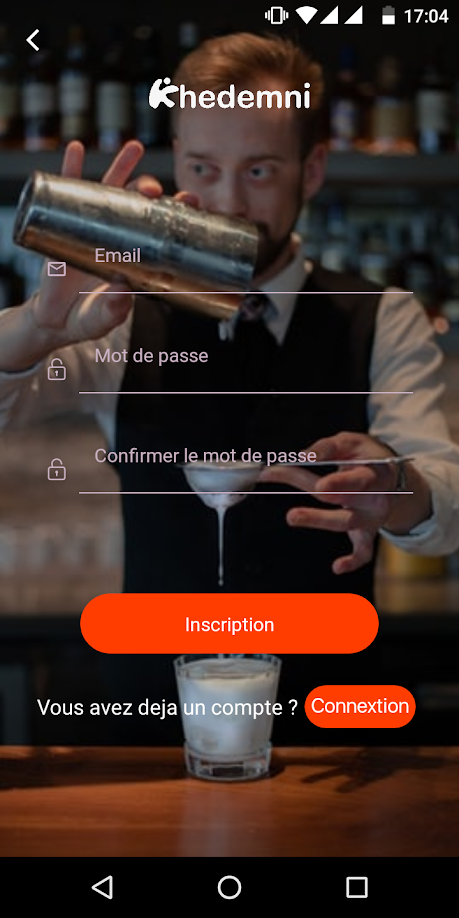 17:04
Khedemni
Email
Mot de passe
Confirmer le mot de passe
Inscription
Vous avez deja un compte ? Connextion